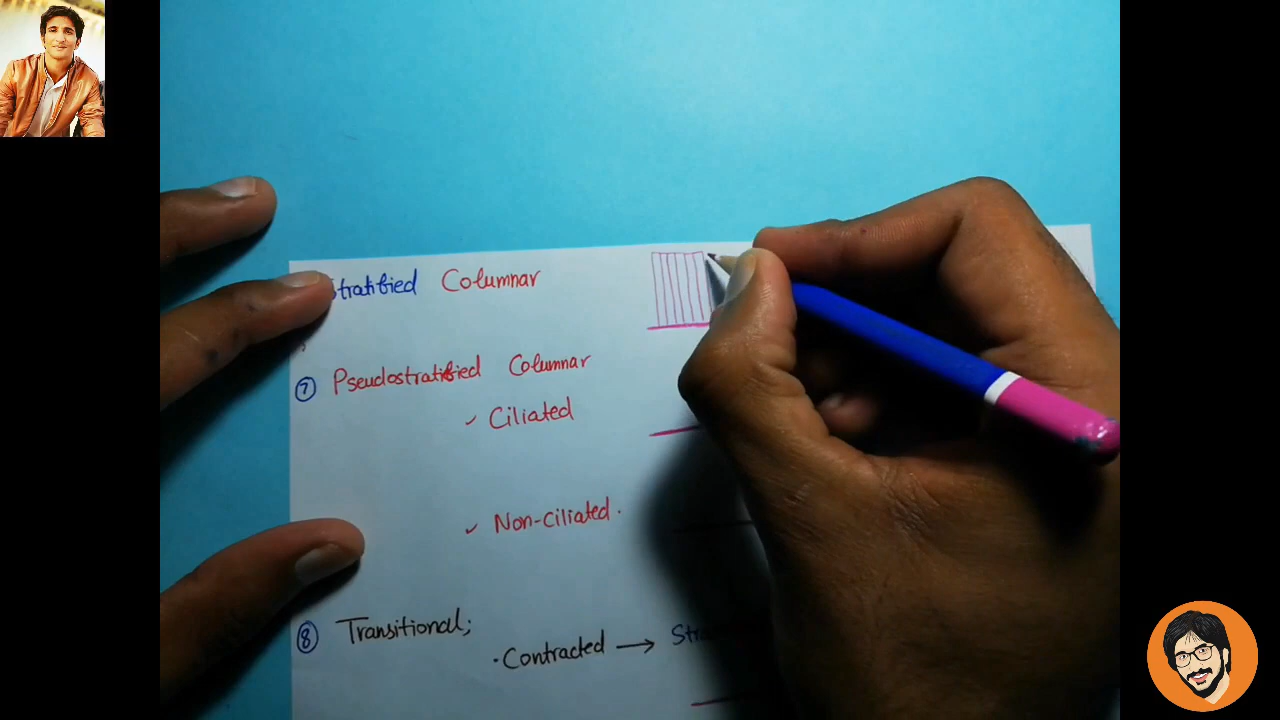 Stratified Columnar
7 Pseudostratified Columnar
✓ Ciliated
✓ Non-ciliated.
8 Transitional;
· Contracted →